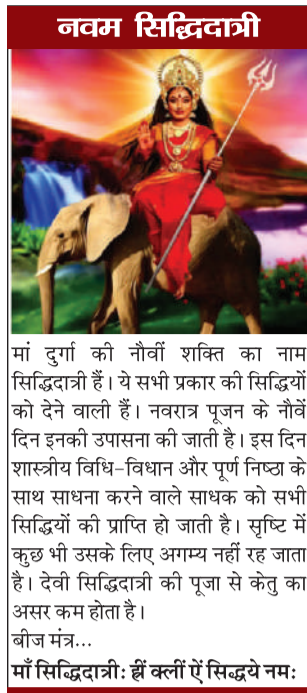 नवम सिद्धिदात्री
मां दुर्गा की नौवीं शक्ति का नाम
सिद्धिदात्री हैं। ये सभी प्रकार की सिद्धियों
को देने वाली हैं। नवरात्र पूजन के नौवें
दिन इनकी उपासना की जाती है। इस दिन
शास्त्रीय विधि-विधान और पूर्ण निष्ठा के
साथ साधना करने वाले साधक को सभी
सिद्धियों की प्राप्ति हो जाती है। सृष्टि में
कुछ भी उसके लिए अगम्य नहीं रह जाता
है। देवी सिद्धिदात्री की पूजा से केतु का
असर कम होता है।
बीज मंत्र...
माँ सिद्धिदात्री: ह्रीं क्लीं ऐं सिद्धये नम: